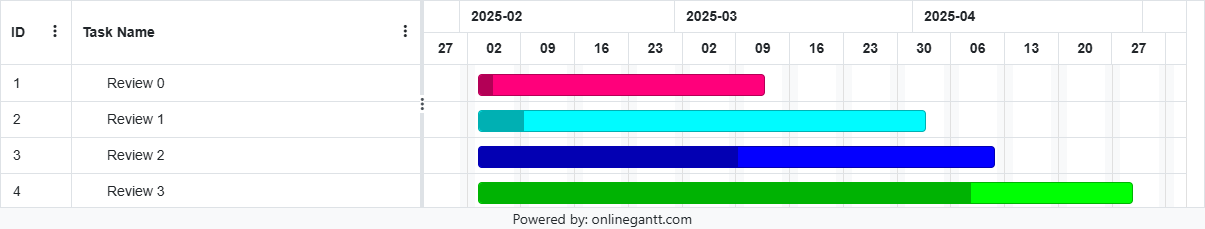 ID Task Name
2025-02 2025-03 2025-04
27 02 09 16 23 02 09 16 23 30 06 13 20 27
1 Review 0
2 Review 1
3 Review 2
4 Review 3
Powered by: onlinegantt.com